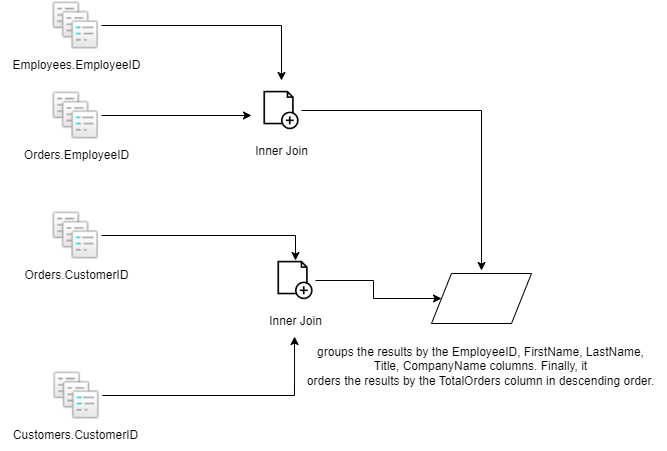 Employees.EmployeeID
Orders.EmployeeID
Inner Join
Orders.CustomerID
Inner Join
groups the results by the EmployeeID, FirstName, LastName,
Title, CompanyName columns. Finally, it
orders the results by the TotalOrders column in descending order.
Customers.CustomerID